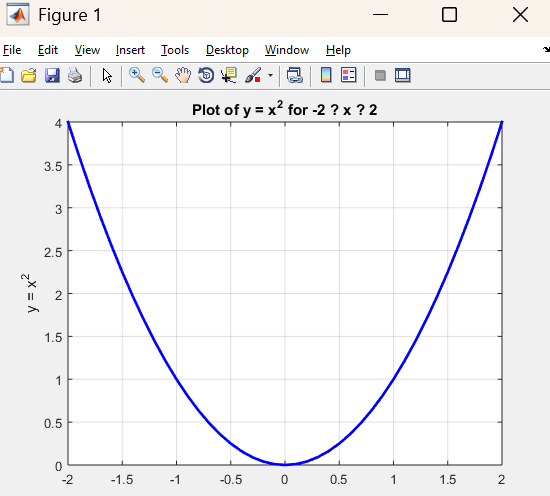 Figure 1
File Edit View Insert Tools Desktop Window Help
Plot of y = x² for -2 ? x ? 2
4
3.5
3
2.5
2
1.5
1
0.5
0
y = x²
-2 -1.5 -1 -0.5 0 0.5 1 1.5 2